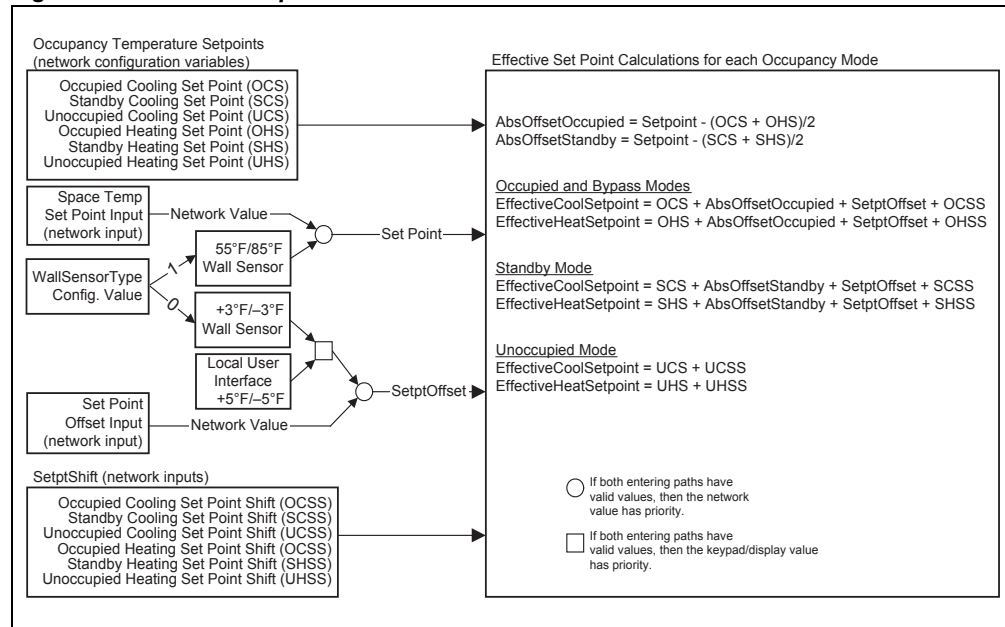 Occupancy Temperature Setpoints
(network configuration variables)
Occupied Cooling Set Point (OCS)
Standby Cooling Set Point (SCS)
Unoccupied Cooling Set Point (UCS)
Occupied Heating Set Point (OHS)
Standby Heating Set Point (SHS)
Unoccupied Heating Set Point (UHS)
Space Temp
Set Point Input
(network input)
Network Value
WallSensorType
Config. Value
1
0
55°F/85°F
Wall Sensor
+3°F/–3°F
Wall Sensor
Local User
Interface
+5°F/–5°F
Set Point
SetptOffset
Set Point
Offset Input
(network input)
Network Value
SetptShift (network inputs)
Occupied Cooling Set Point Shift (OCSS)
Standby Cooling Set Point Shift (SCSS)
Unoccupied Cooling Set Point Shift (UCSS)
Occupied Heating Set Point Shift (OCSS)
Standby Heating Set Point Shift (SHSS)
Unoccupied Heating Set Point Shift (UHSS)
Effective Set Point Calculations for each Occupancy Mode
AbsOffsetOccupied = Setpoint - (OCS + OHS)/2
AbsOffsetStandby = Setpoint - (SCS + SHS)/2
Occupied and Bypass Modes
EffectiveCoolSetpoint = OCS + AbsOffsetOccupied + SetptOffset + OCSS
EffectiveHeatSetpoint = OHS + AbsOffsetOccupied + SetptOffset + OHSS
Standby Mode
EffectiveCoolSetpoint = SCS + AbsOffsetStandby + SetptOffset + SCSS
EffectiveHeatSetpoint = SHS + AbsOffsetStandby + SetptOffset + SHSS
Unoccupied Mode
EffectiveCoolSetpoint = UCS + UCSS
EffectiveHeatSetpoint = UHS + UHSS
If both entering paths have
valid values, then the network
value has priority.
If both entering paths have
valid values, then the keypad/display value
has priority.